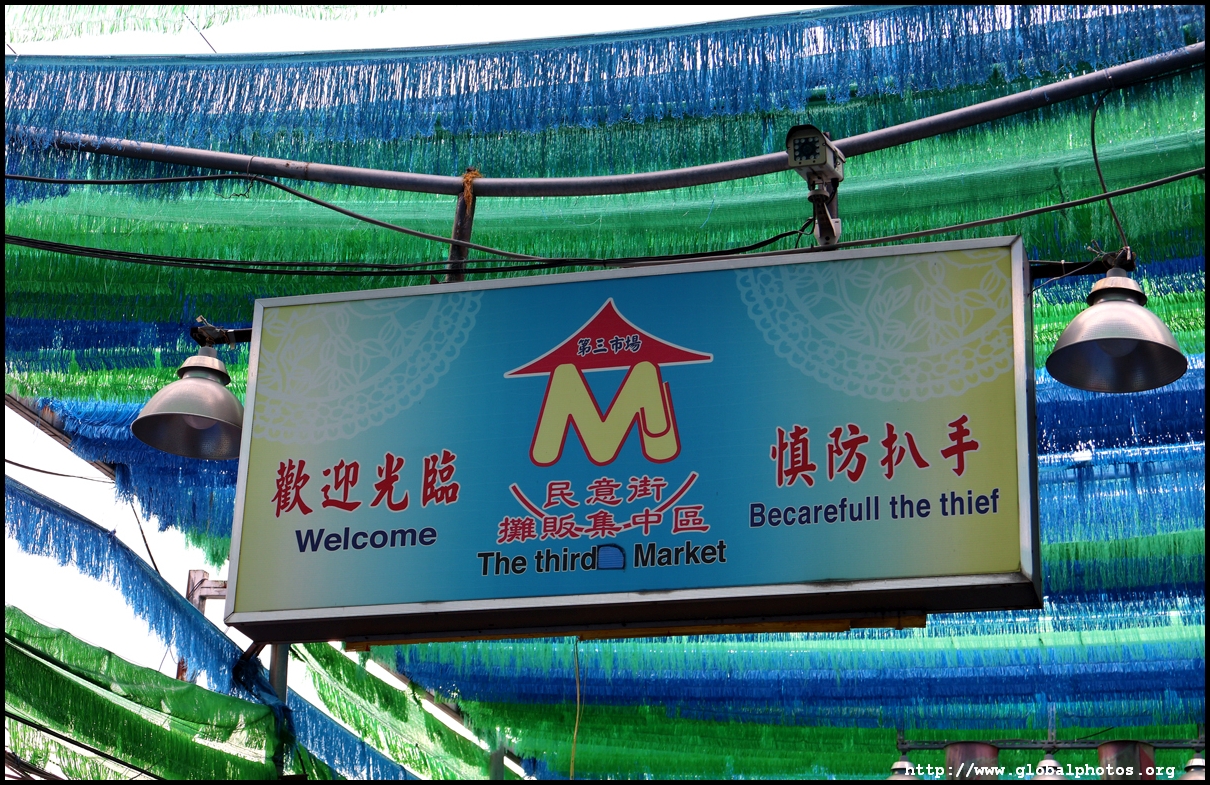 第三市場
M
歡迎光臨
Welcome
民意街
攤販集中區
The third Market
慎防扒手
Becarefull the thief
http://www.globalphotos.org